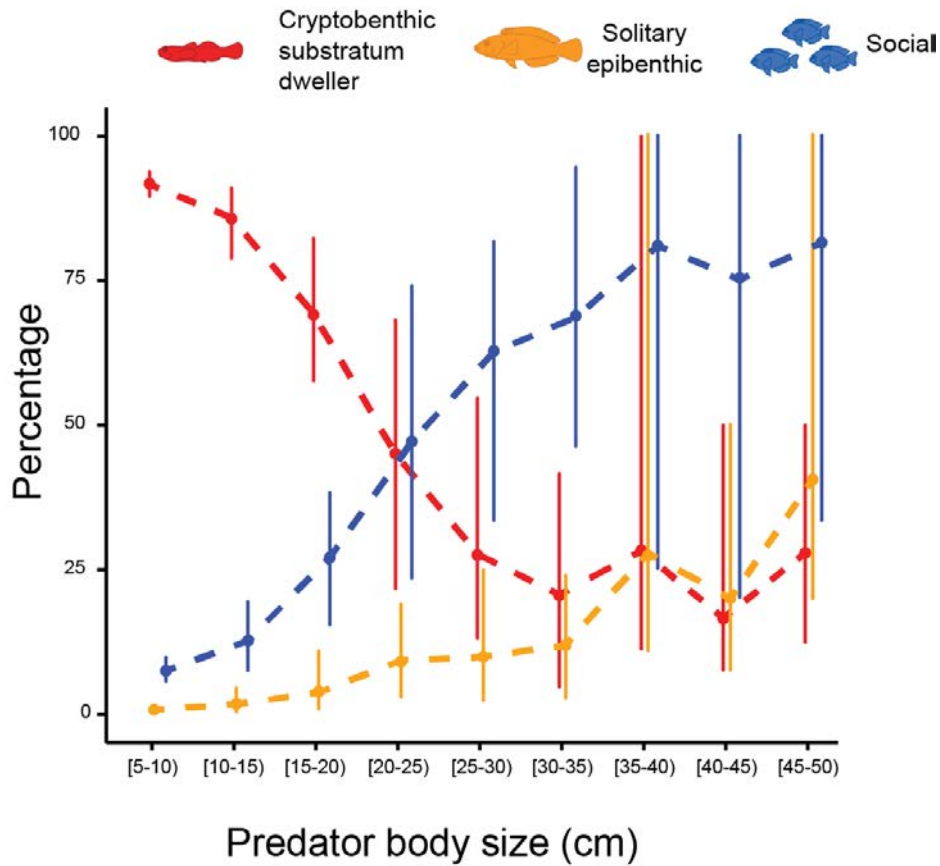 Cryptobenthic
substratum
dweller
Solitary
epibenthic
Social
Percentage
100
75
50
25
0
[5-10) [10-15) [15-20) [20-25) [25-30) [30-35) [35-40) [40-45) [45-50)
Predator body size (cm)